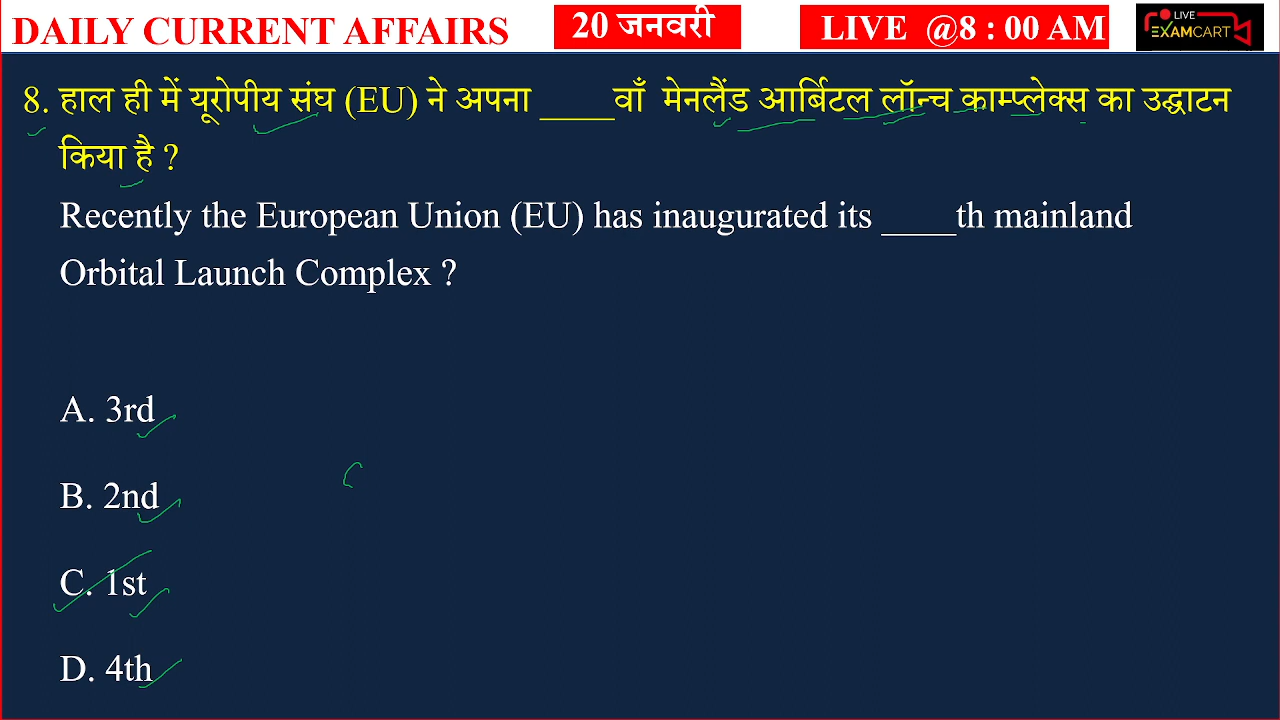 DAILY CURRENT AFFAIRS
20 जनवरी
LIVE @8 : 00 AM
LIVE
EXAMCART
8. हाल ही में यूरोपीय संघ (EU) ने अपना ____वाँ मेनलैंड आर्बिटल लॉन्च काम्प्लेक्स का उद्घाटन
किया है ?
Recently the European Union (EU) has inaugurated its ____th mainland
Orbital Launch Complex ?
A. 3rd
B. 2nd
C. 1st
D. 4th